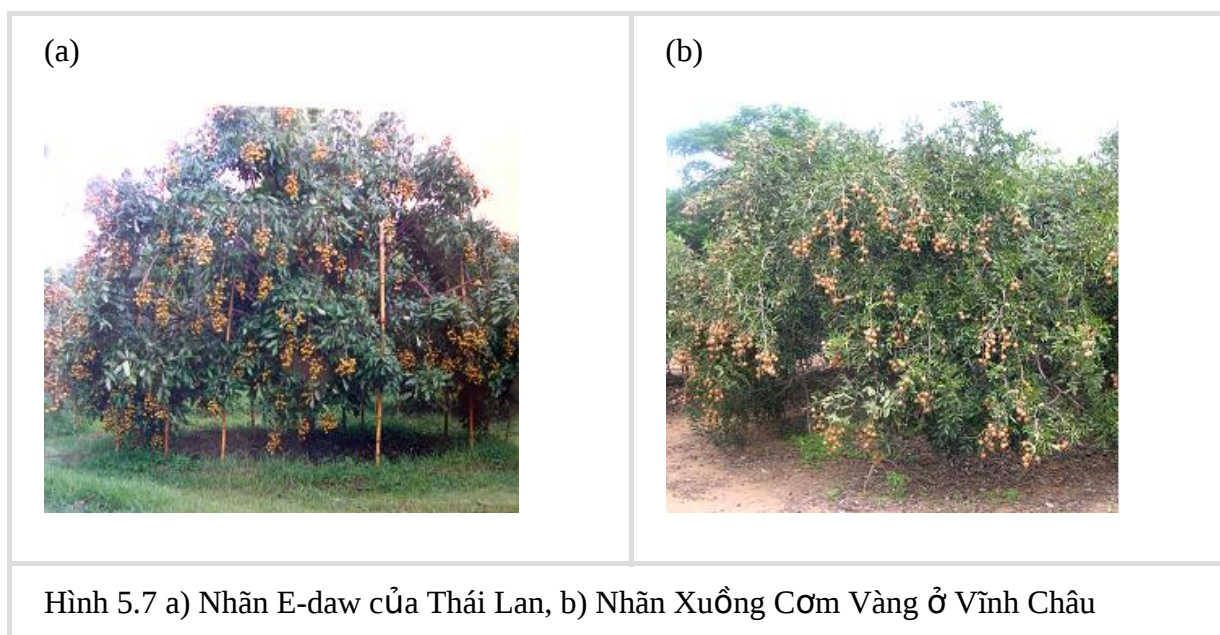 (a)
(b)
Hình 5.7 a) Nhãn E-daw của Thái Lan, b) Nhãn Xuồng Cơm Vàng ở Vĩnh Châu